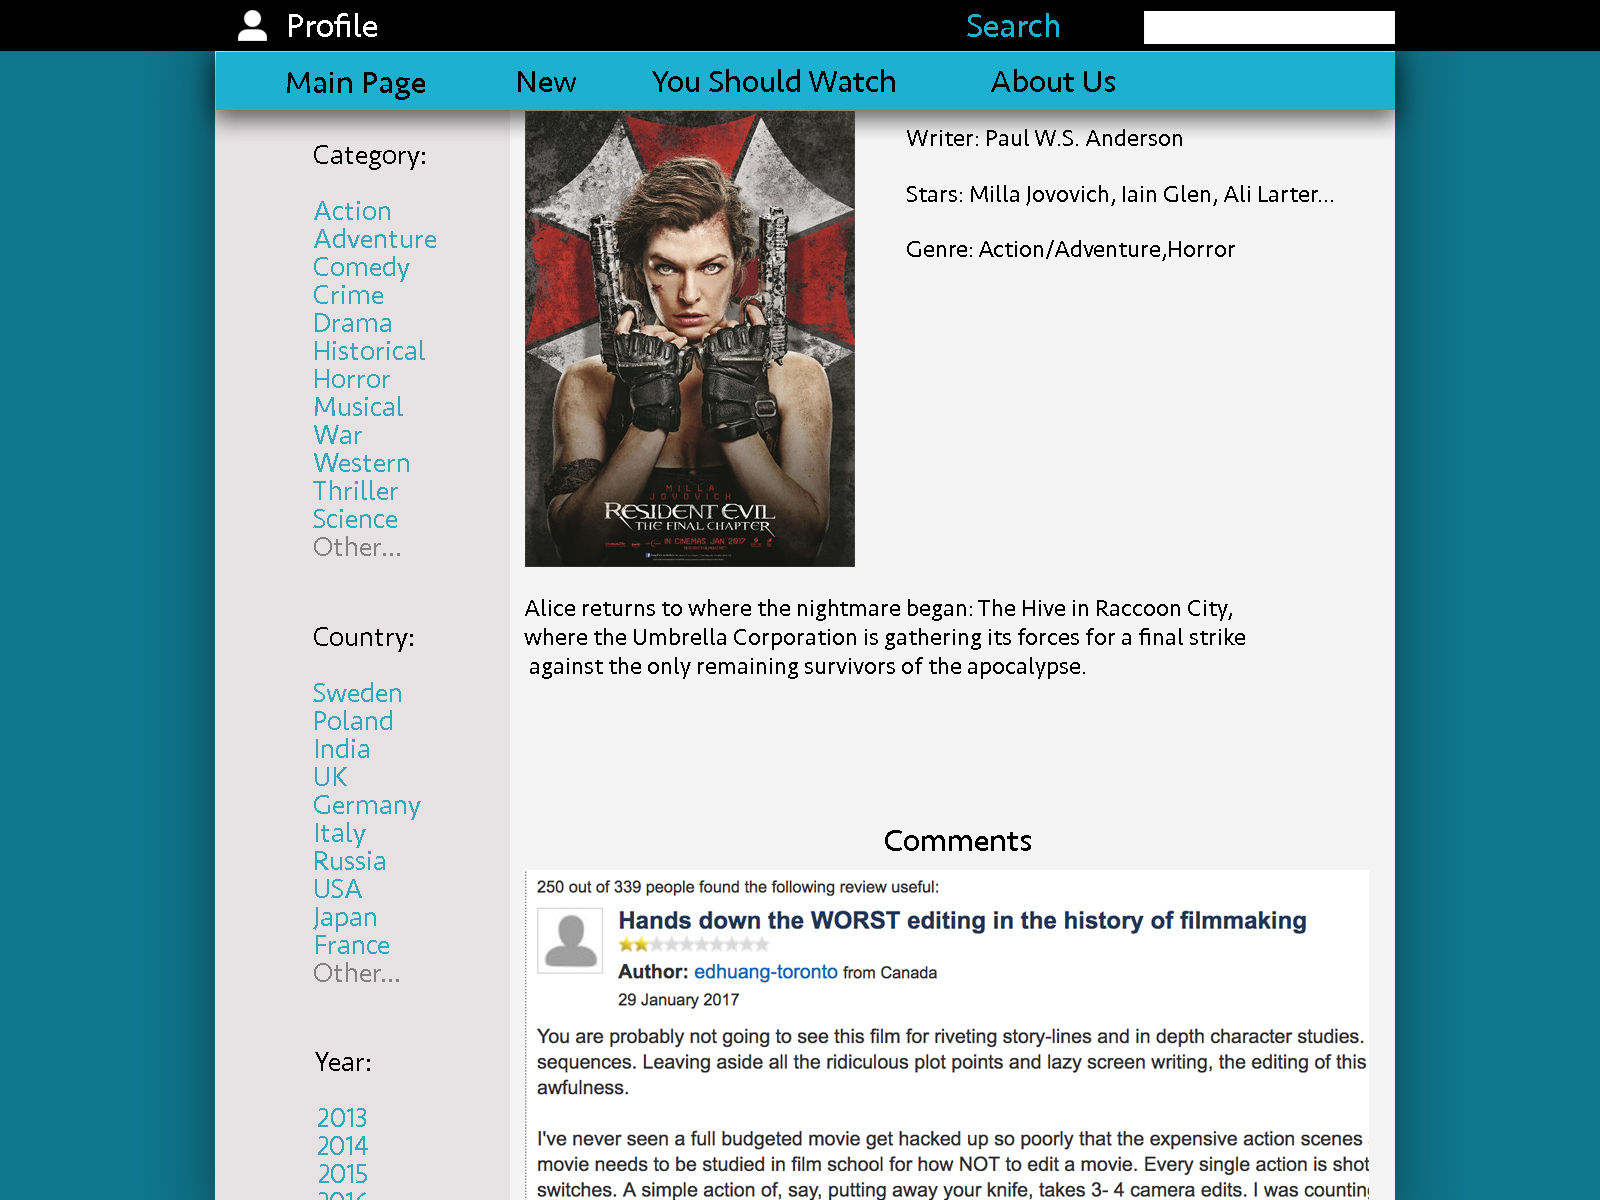 Profile
Search
Main Page
New
You Should Watch
About Us
Category:
Action
Adventure
Comedy
Crime
Drama
Historical
Horror
Musical
War
Western
Thriller
Science
Other...
Country:
Sweden
Poland
India
UK
Germany
Italy
Russia
USA
Japan
France
Other...
Year:
2013
2014
2015
2016
MILLA
JOVOVICH
RESIDENT EVIL
THE FINAL CHAPTER
IN CINEMAS JAN 2017
Writer: Paul W.S. Anderson
Stars: Milla Jovovich, Iain Glen, Ali Larter...
Genre: Action/Adventure,Horror
Alice returns to where the nightmare began: The Hive in Raccoon City,
where the Umbrella Corporation is gathering its forces for a final strike
against the only remaining survivors of the apocalypse.
Comments
250 out of 339 people found the following review useful:
Hands down the WORST editing in the history of filmmaking
Author: edhuang-toronto from Canada
29 January 2017
You are probably not going to see this film for riveting story-lines and in depth character studies.
sequences. Leaving aside all the ridiculous plot points and lazy screen writing, the editing of this
awfulness.
I've never seen a full budgeted movie get hacked up so poorly that the expensive action scenes
movie needs to be studied in film school for how NOT to edit a movie. Every single action is shot
switches. A simple action of, say, putting away your knife, takes 3- 4 camera edits. I was counting